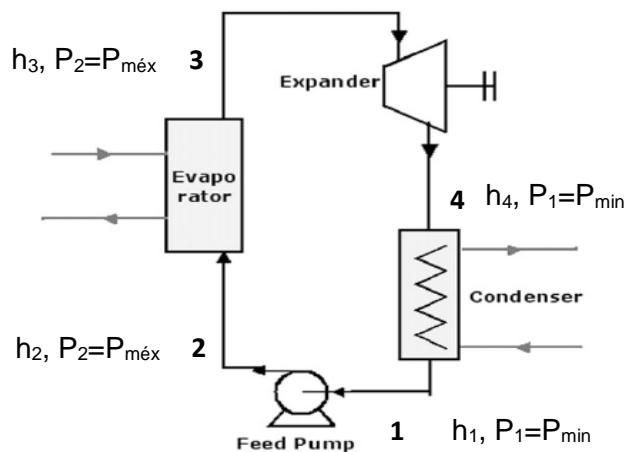 h₃, P₂=Pméx 3
Expander
Evapo
rator
4 h₄, P₁=Pmin
Condenser
h₂, P₂=Pméx 2
Feed Pump
1 h₁, P₁=Pmin